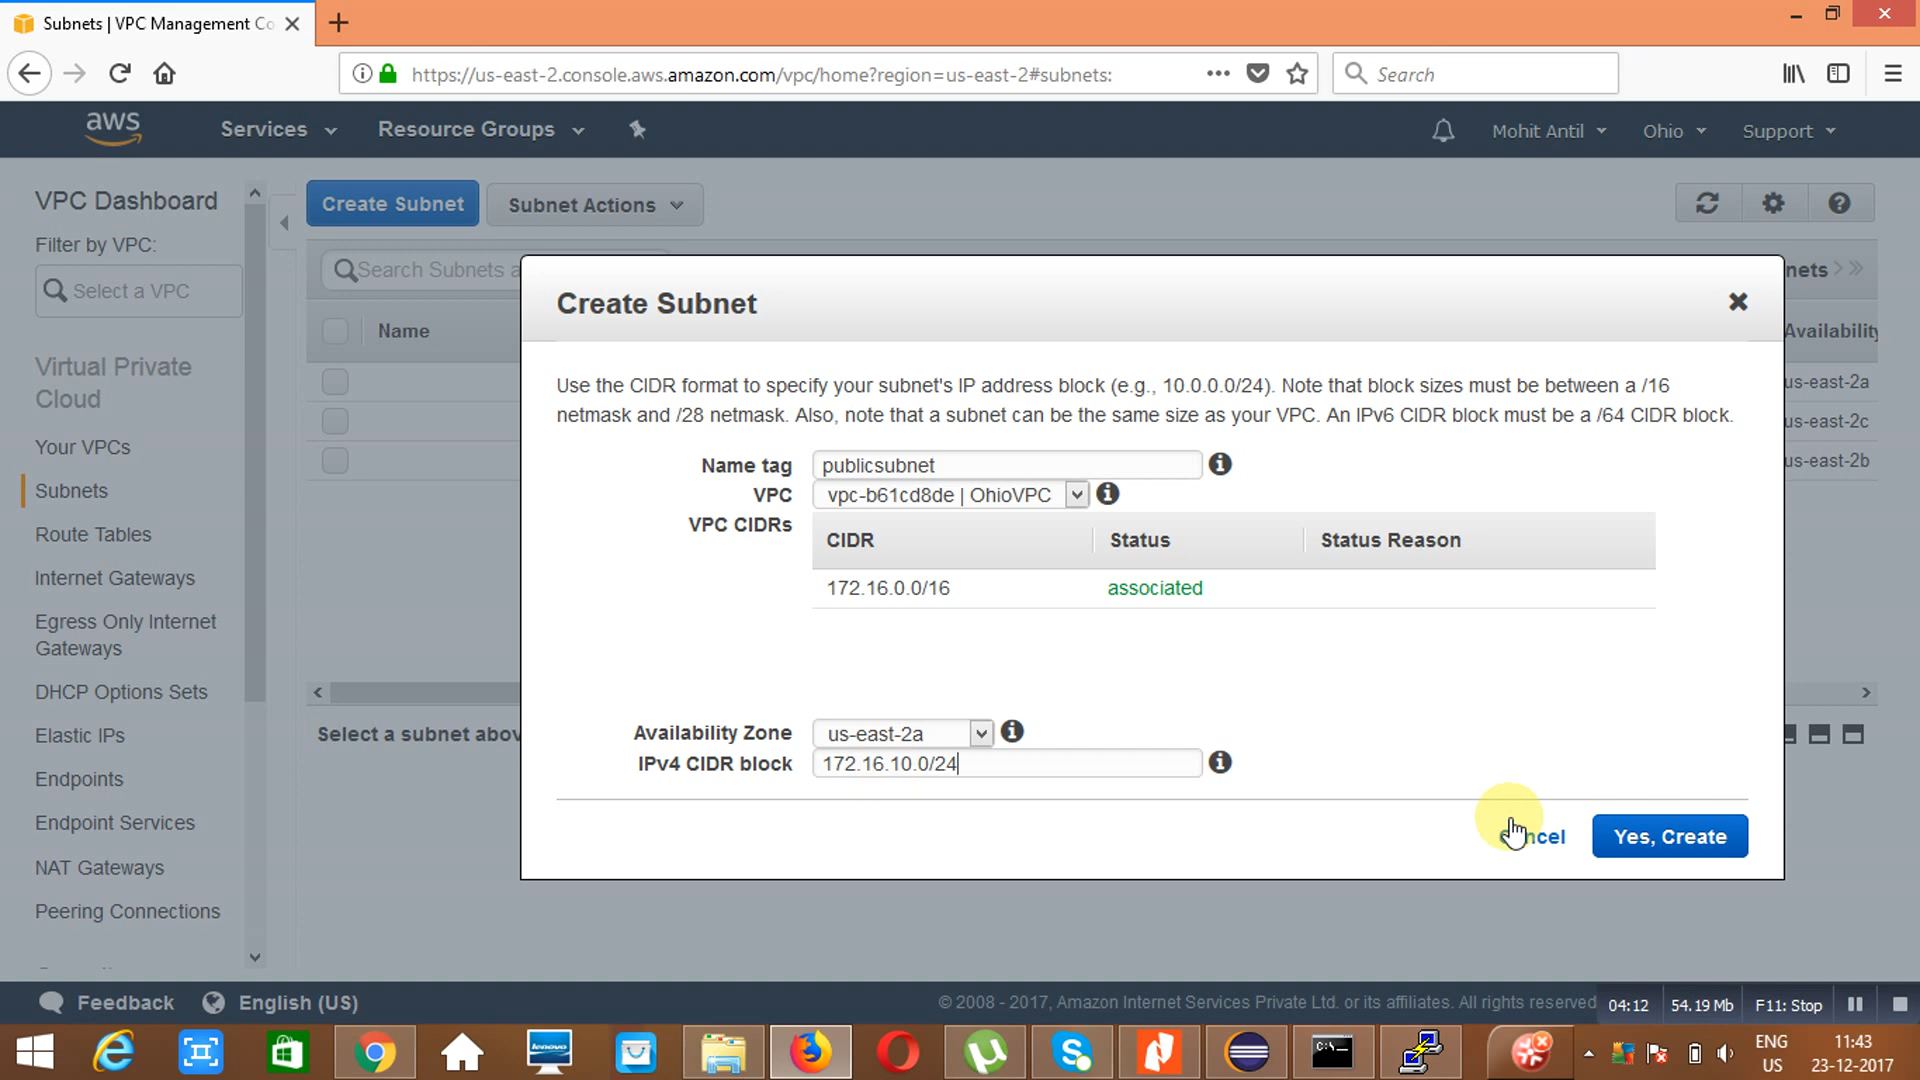 Subnets | VPC Management Co
https://us-east-2.console.aws.amazon.com/vpc/home?region=us-east-2#subnets:
Search
aws
Services
Resource Groups
Mohit Antil
Ohio
Support
VPC Dashboard
Filter by VPC:
Select a VPC
Virtual Private
Cloud
Your VPCs
Subnets
Route Tables
Internet Gateways
Egress Only Internet
Gateways
DHCP Options Sets
Elastic IPs
Endpoints
Endpoint Services
NAT Gateways
Peering Connections
Create Subnet
Subnet Actions
Search Subnets a
nets
Name
Availability
us-east-2a
us-east-2c
us-east-2b
Select a subnet abov
Create Subnet
Use the CIDR format to specify your subnet's IP address block (e.g., 10.0.0.0/24). Note that block sizes must be between a /16
netmask and /28 netmask. Also, note that a subnet can be the same size as your VPC. An IPv6 CIDR block must be a /64 CIDR block.
Name tag publicsubnet
VPC vpc-b61cd8de | OhioVPC
VPC CIDRs
CIDR Status Status Reason
172.16.0.0/16 associated
Availability Zone us-east-2a
IPv4 CIDR block 172.16.10.0/24
Cancel
Yes, Create
Feedback
English (US)
© 2008 - 2017, Amazon Internet Services Private Ltd. or its affiliates. All rights reserved
04:12
54.19 Mb
F11: Stop
lenovo
C:\
ENG
US
11:43
23-12-2017